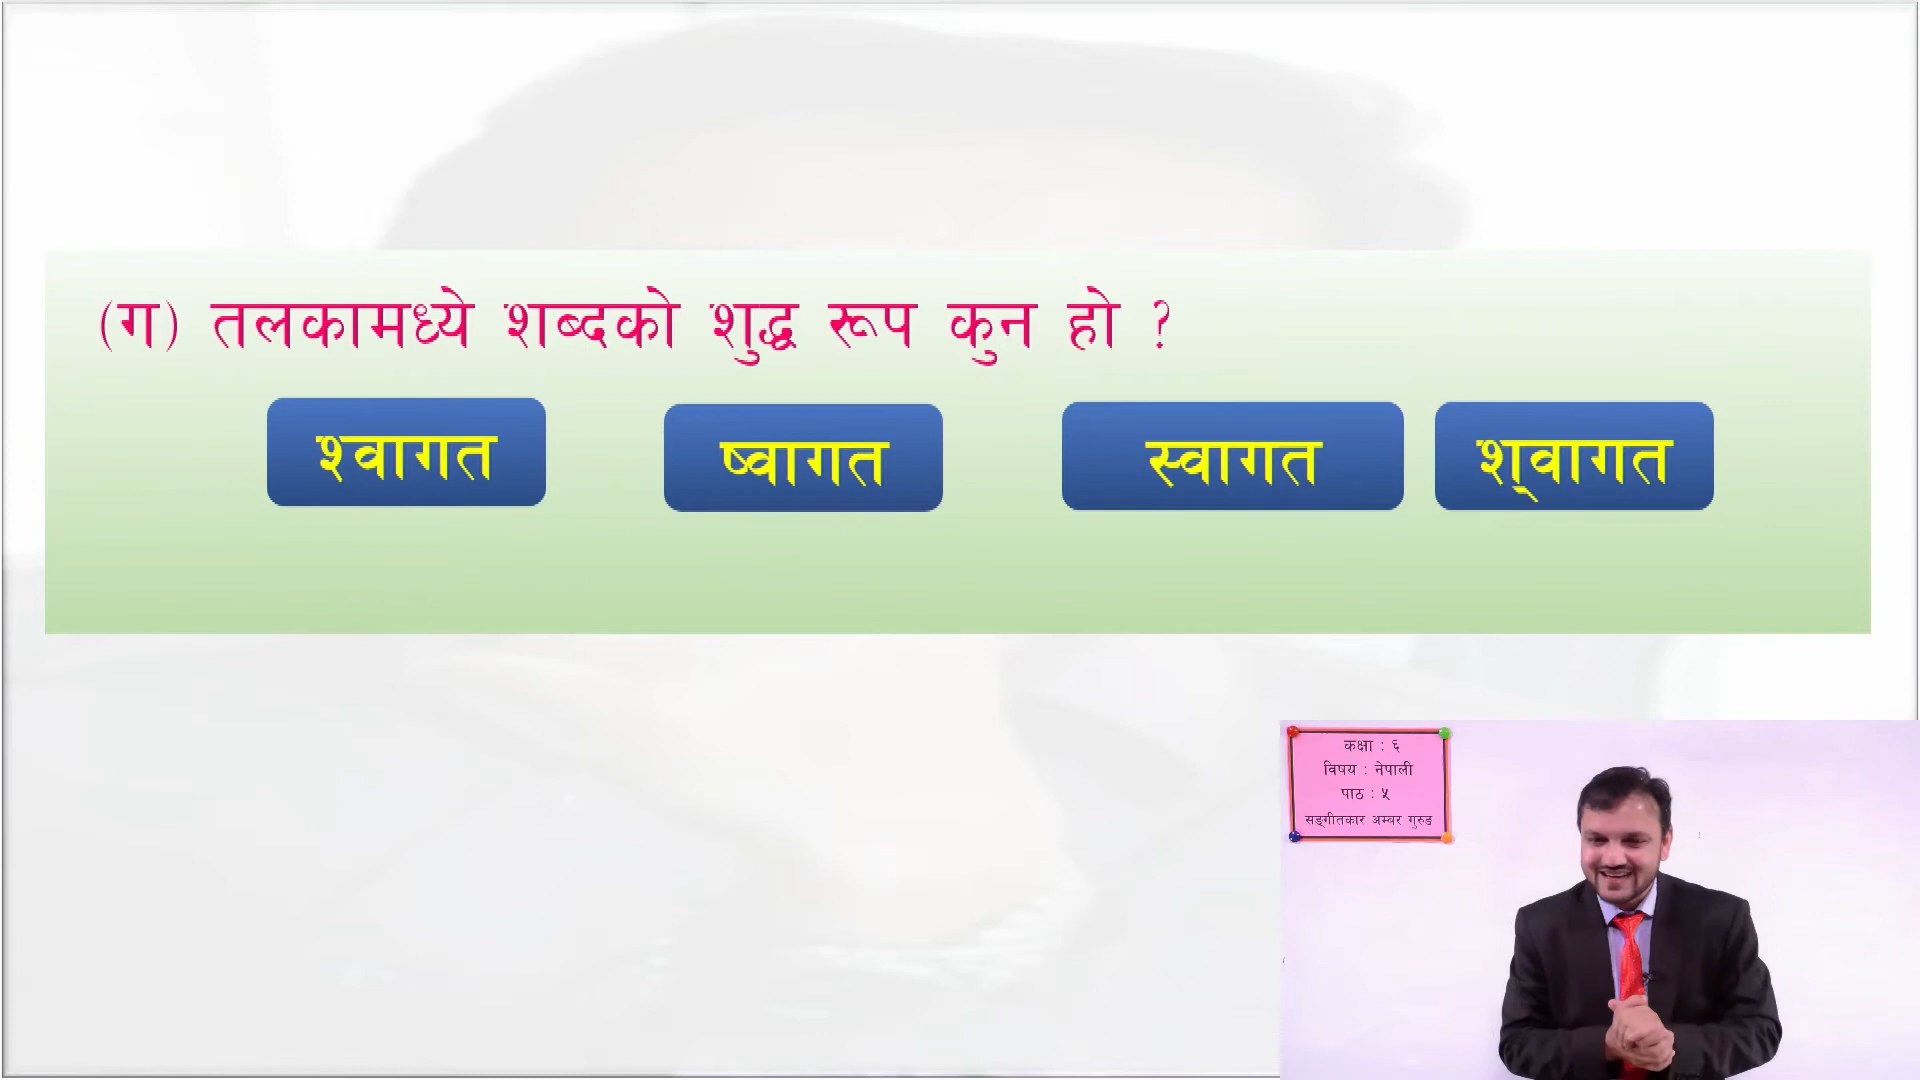 (ग) तलकामध्ये शब्दको शुद्ध रूप कुन हो ?
श्वागत ष्वागत स्वागत श्‌वागत
कक्षा : ६
विषय : नेपाली
पाठ : ५
सङ्गीतकार अम्बर गुरुङ